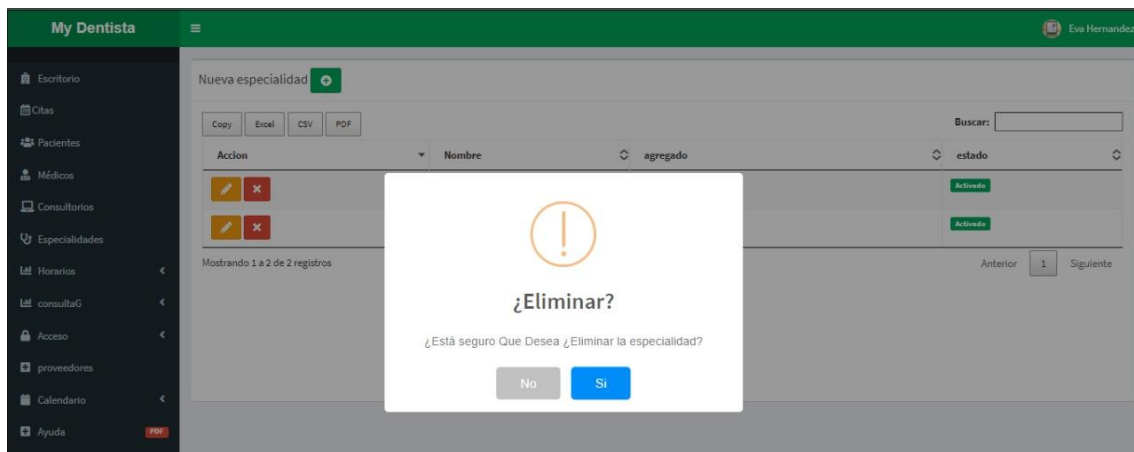 My Dentista
Eva Hernandez
Escritorio
Citas
Pacientes
Médicos
Consultorios
Especialidades
Horarios
consultaG
Acceso
proveedores
Calendario
Ayuda PDF
Nueva especialidad
Copy Excel CSV PDF
Buscar:
Accion Nombre agregado estado
Activado
Activado
Mostrando 1 a 2 de 2 registros
Anterior 1 Siguiente
¿Eliminar?
¿Está seguro Que Desea ¿Eliminar la especialidad?
No Si